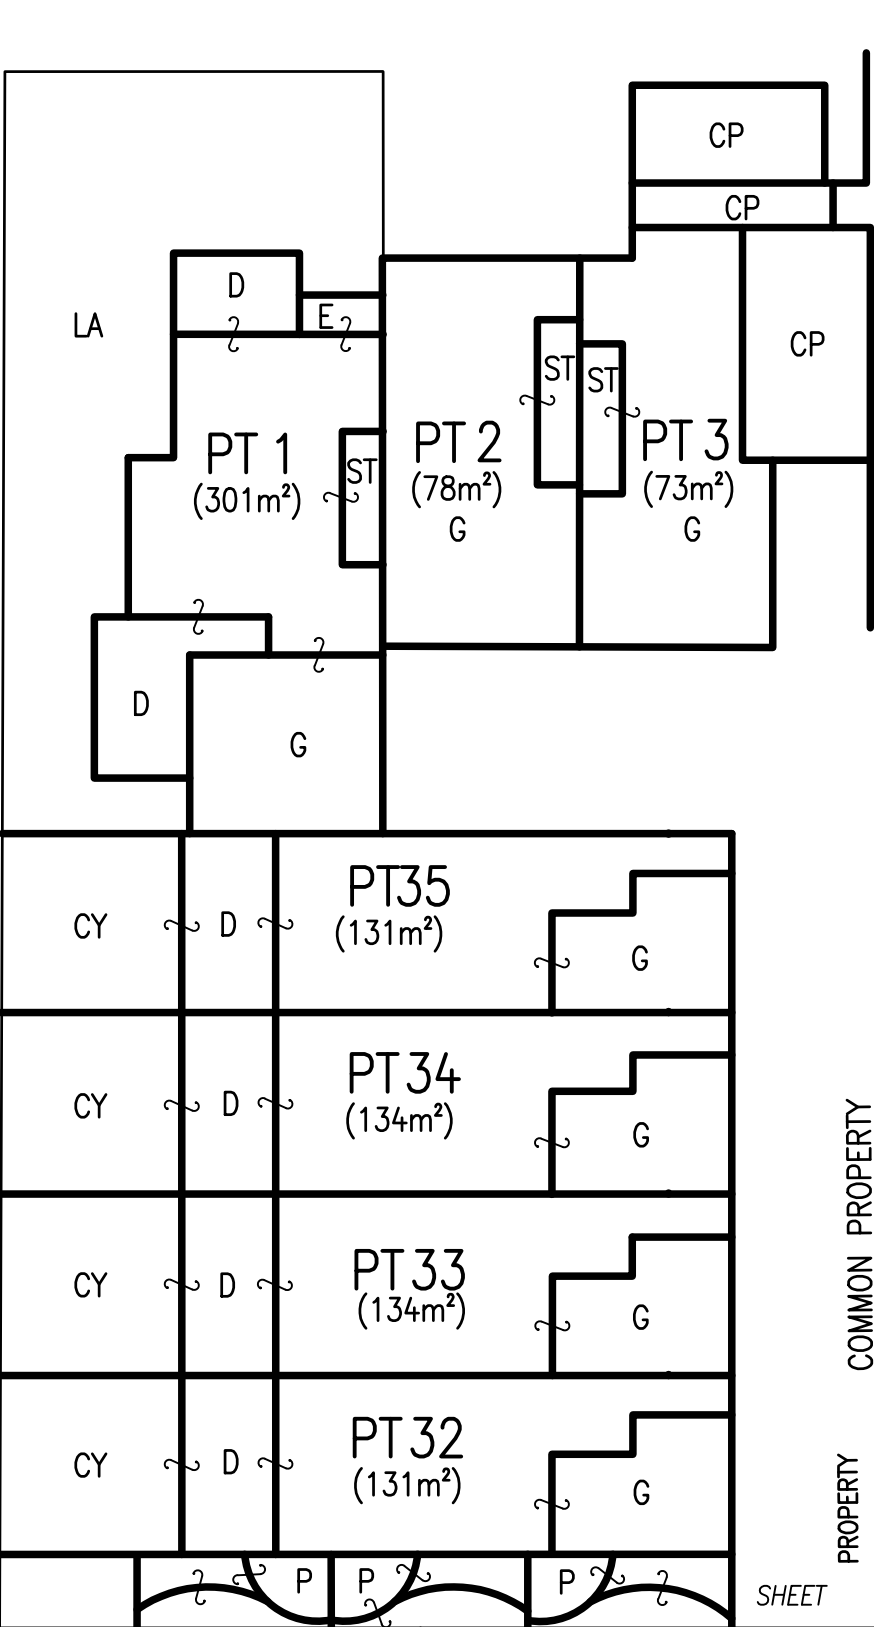 CP
CP
D
E
LA
CP
ST
ST
PT 1
(301m²)
ST
PT 2
(78m²)
G
PT 3
(73m²)
G
D
G
PT35
(131m²)
CY
D
G
PT34
(134m²)
CY
D
G
PT33
(134m²)
CY
D
G
PT32
(131m²)
CY
D
G
COMMON PROPERTY
PROPERTY
P
P
P
SHEET